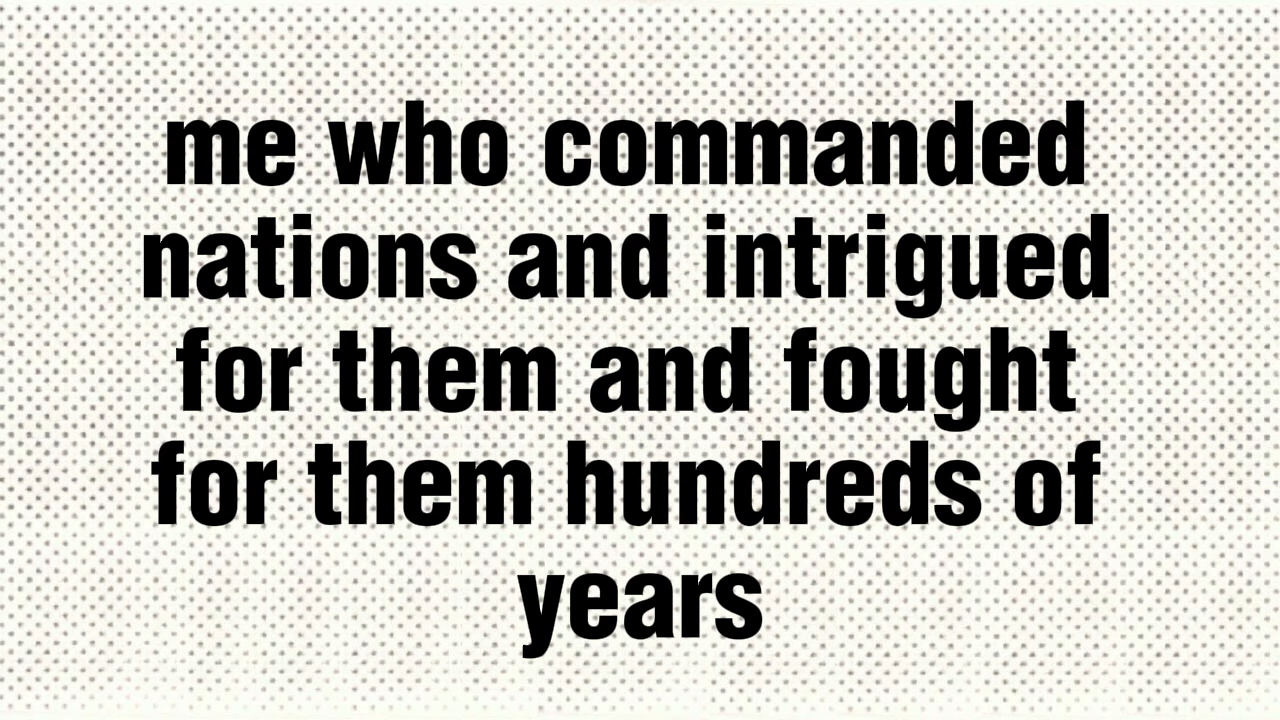 me who commanded
nations and intrigued
for them and fought
for them hundreds of
years